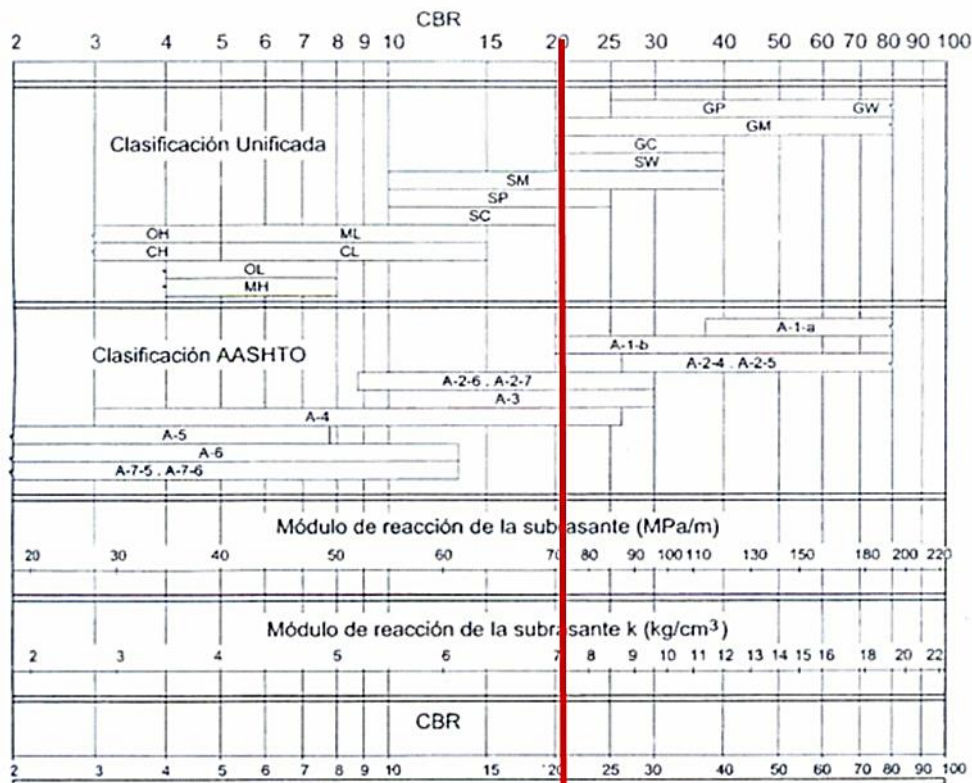 CBR
2 3 4 5 6 7 8 9 10 15 20 25 30 40 50 60 70 80 90 100
GP GW
GM
Clasificación Unificada
GC
SW
SM
SP
SC
OH ML
CH CL
OL
MH
A-1-a
Clasificación AASHTO
A-1-b
A-2-4 . A-2-5
A-2-6 . A-2-7
A-3
A-4
A-5
A-6
A-7-5 . A-7-6
Módulo de reacción de la subrasante (MPa/m)
20 30 40 50 60 70 80 90 100 110 130 150 180 200 220
Módulo de reacción de la subrasante k (kg/cm³)
2 3 4 5 6 7 8 9 10 11 12 13 14 15 16 18 20 22
CBR
2 3 4 5 6 7 8 9 10 15 20 25 30 40 50 60 70 80 90 100